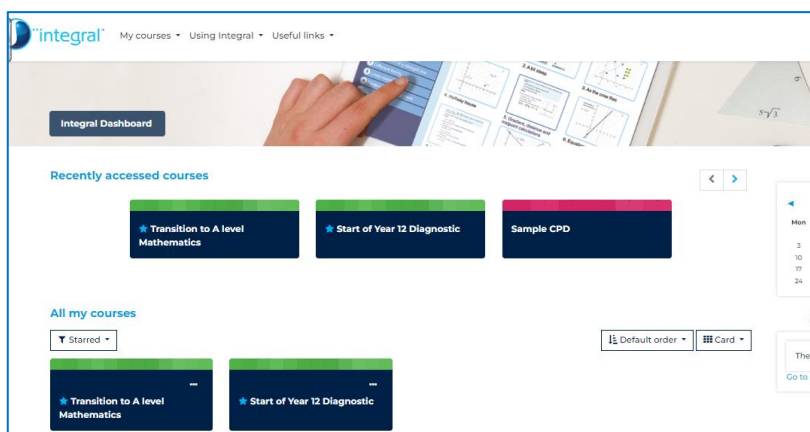 integral
My courses Using Integral Useful links
Integral Dashboard
5√3
Recently accessed courses
Transition to A level
Mathematics
Start of Year 12 Diagnostic
Sample CPD
Mon
3
10
17
24
All my courses
Starred
Default order
Card
Transition to A level
Mathematics
Start of Year 12 Diagnostic
The
Go to